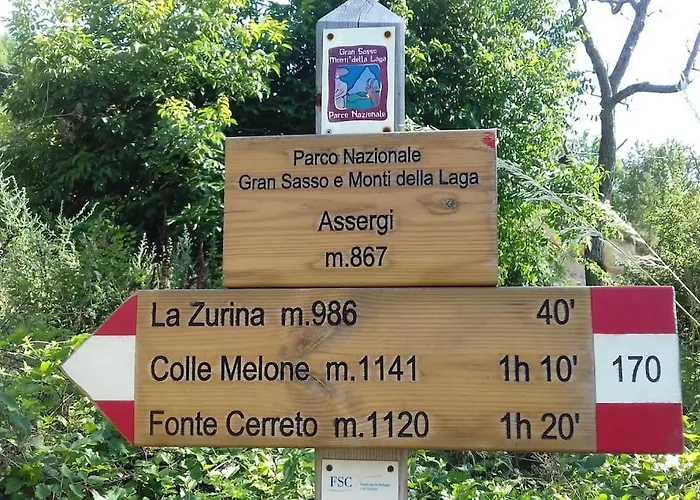 Gran Sasso
Monti della Laga
Parco Nazionale
Parco Nazionale
Gran Sasso e Monti della Laga
Assergi
m.867
La Zurina m.986 40'
Colle Melone m.1141 1h 10'
Fonte Cerreto m.1120 1h 20'
170
FSC